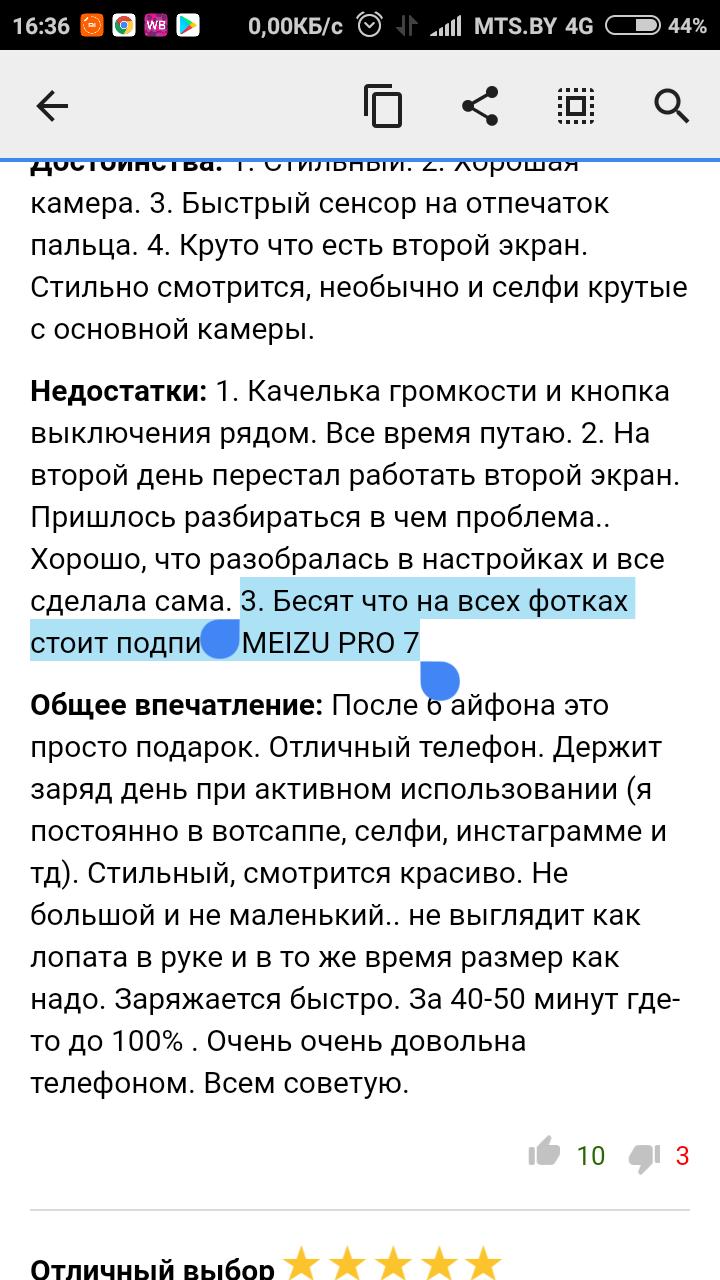 16:36 WB 0,00КБ/с MTS.BY 4G 44%
Достоинства: 1. Стильный. 2. Хорошая
камера. 3. Быстрый сенсор на отпечаток
пальца. 4. Круто что есть второй экран.
Стильно смотрится, необычно и селфи крутые
с основной камеры.
Недостатки: 1. Качелька громкости и кнопка
выключения рядом. Все время путаю. 2. На
второй день перестал работать второй экран.
Пришлось разбираться в чем проблема..
Хорошо, что разобралась в настройках и все
сделала сама. 3. Бесят что на всех фотках
стоит подпи MEIZU PRO 7
Общее впечатление: После 6 айфона это
просто подарок. Отличный телефон. Держит
заряд день при активном использовании (я
постоянно в вотсаппе, селфи, инстаграмме и
тд). Стильный, смотрится красиво. Не
большой и не маленький.. не выглядит как
лопата в руке и в то же время размер как
надо. Заряжается быстро. За 40-50 минут где-
то до 100% . Очень очень довольна
телефоном. Всем советую.
10 3
Отличный выбор